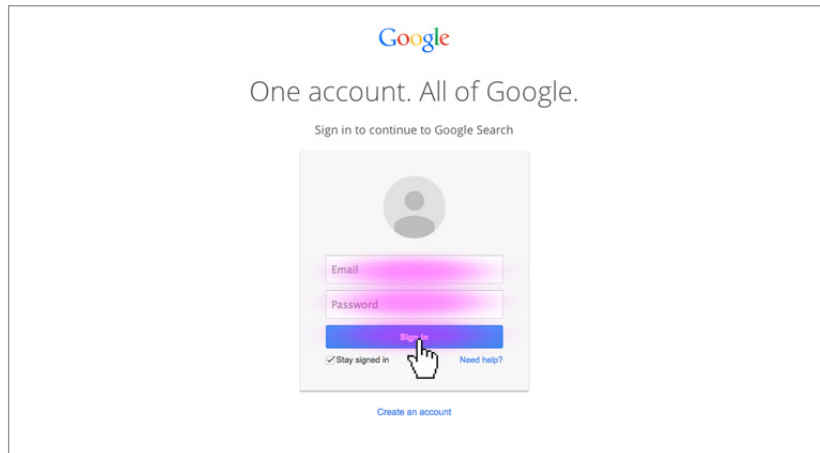 Google
One account. All of Google.
Sign in to continue to Google Search
Email
Password
Sign in
Stay signed in Need help?
Create an account